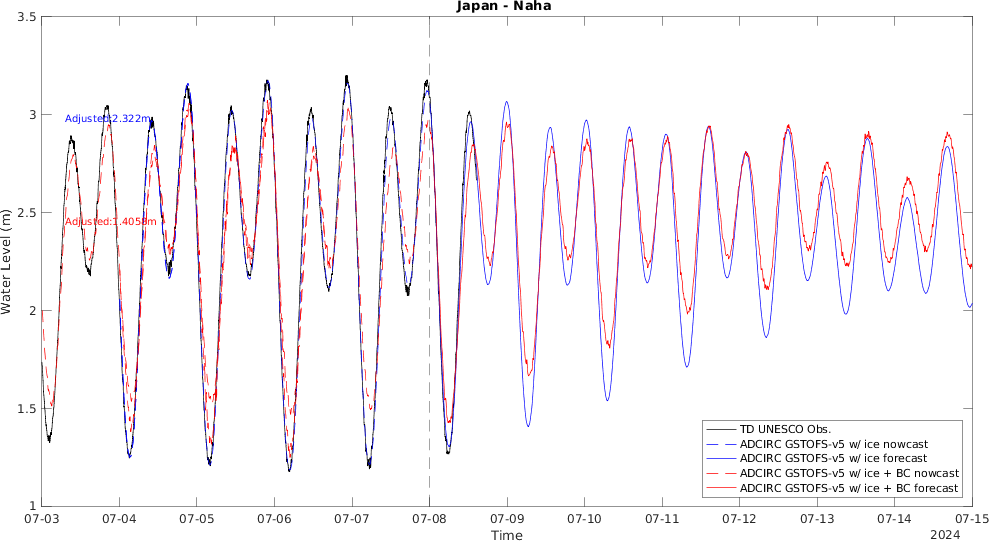 Japan - Naha
3.5
3
2.5
2
1.5
1
Water Level (m)
Adjusted:2.322m
Adjusted:1.4058m
TD UNESCO Obs.
ADCIRC GSTOFS-v5 w/ ice nowcast
ADCIRC GSTOFS-v5 w/ ice forecast
ADCIRC GSTOFS-v5 w/ ice + BC nowcast
ADCIRC GSTOFS-v5 w/ ice + BC forecast
07-03 07-04 07-05 07-06 07-07 07-08 07-09 07-10 07-11 07-12 07-13 07-14 07-15
Time
2024